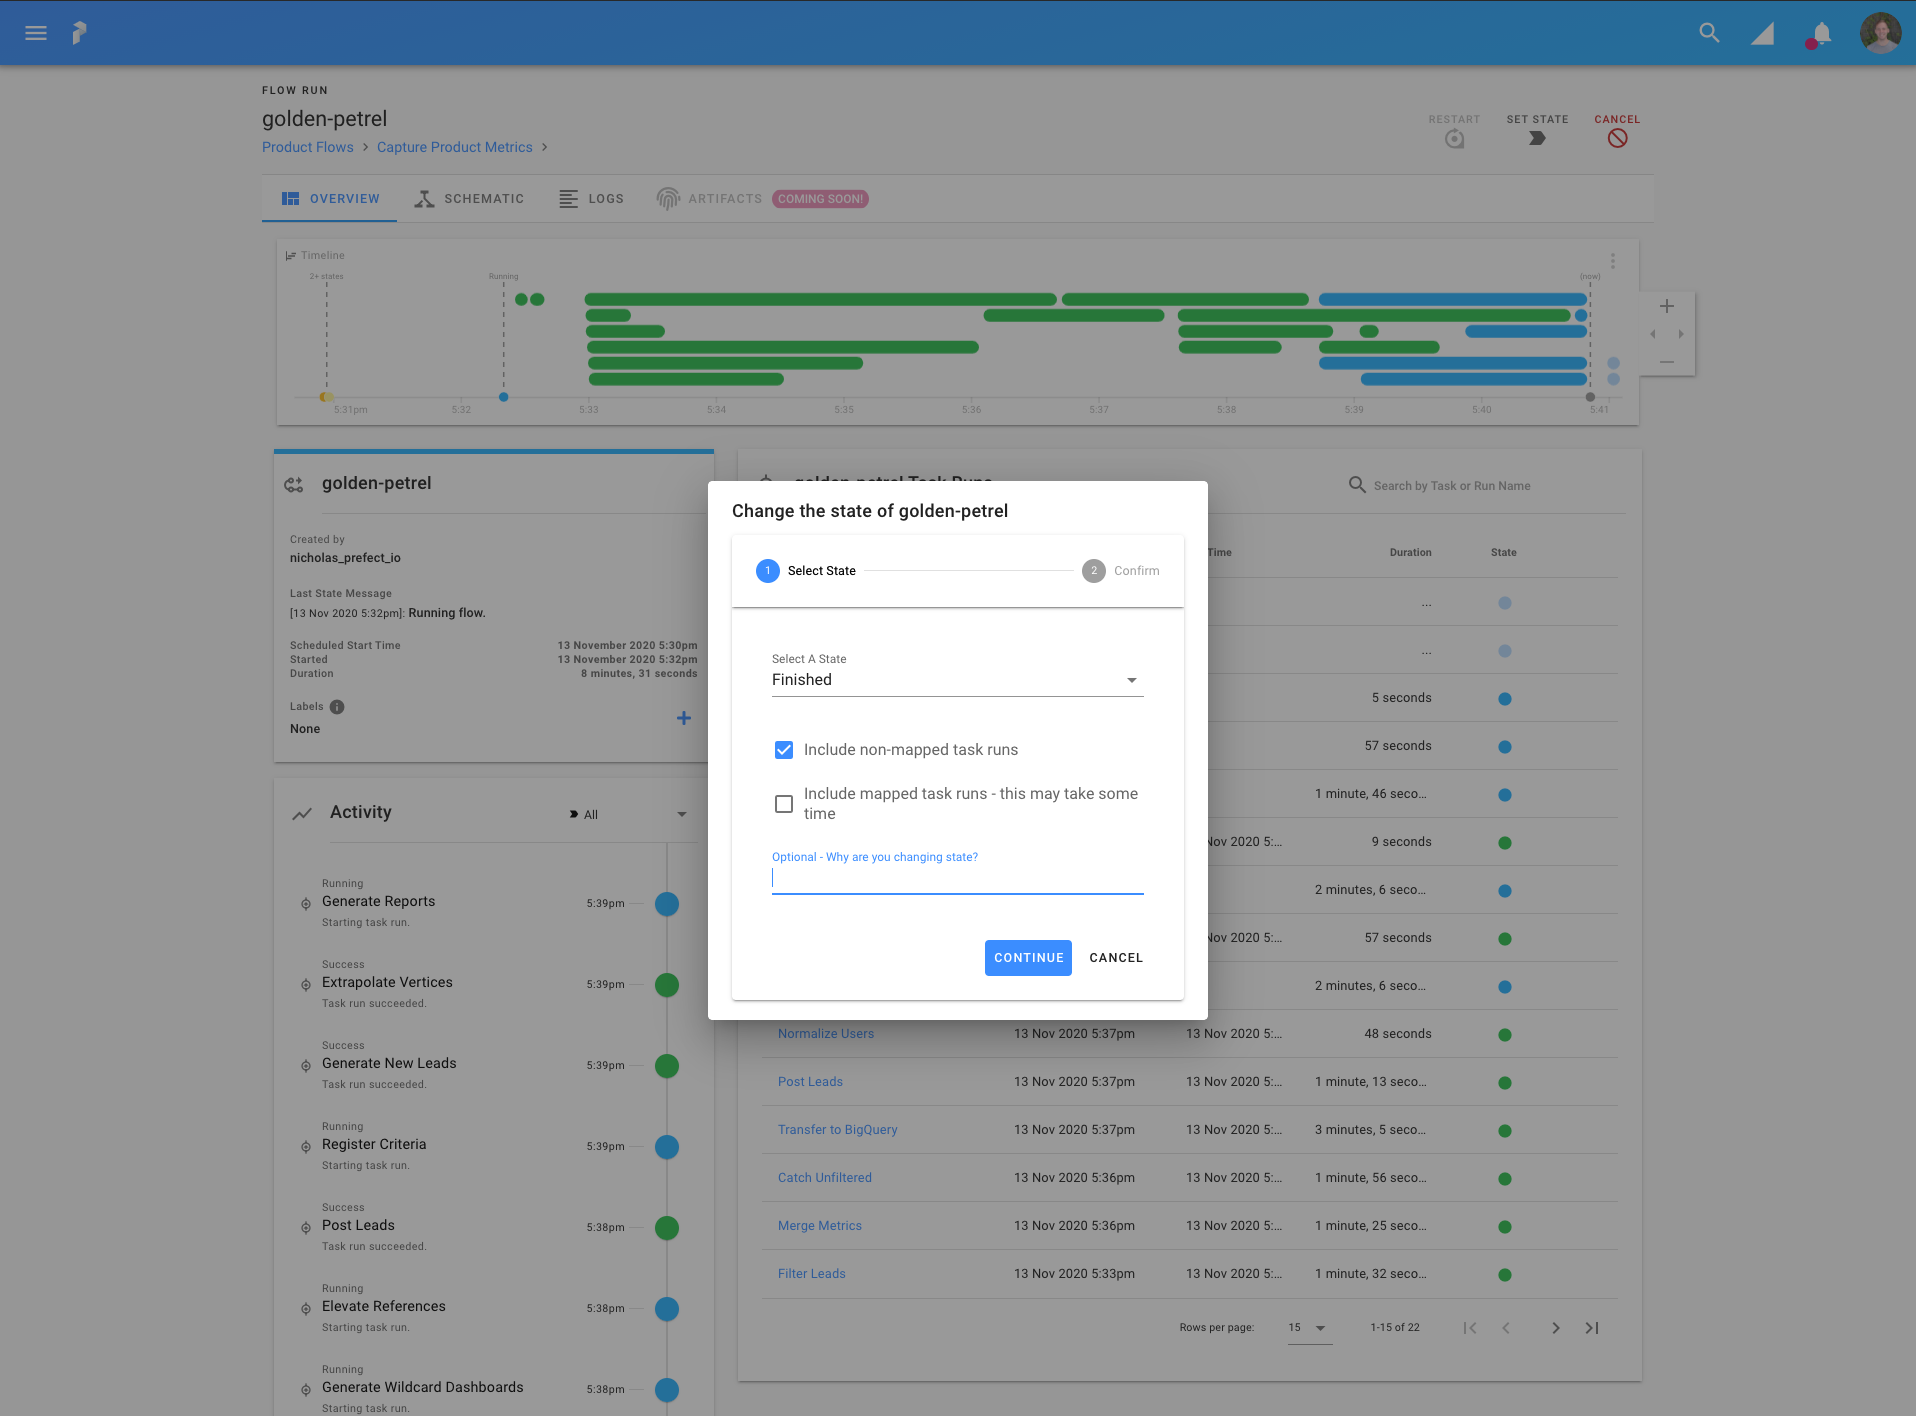 FLOW RUN
golden-petrel
Product Flows > Capture Product Metrics >
RESTART
SET STATE
CANCEL
OVERVIEW
SCHEMATIC
LOGS
ARTIFACTS
COMING SOON!
Timeline
2+ states
Running
(now)
5:31pm 5:32 5:33 5:34 5:35 5:36 5:37 5:38 5:39 5:40 5:41
golden-petrel
Created by
nicholas_prefect_io
Last State Message
[13 Nov 2020 5:32pm]: Running flow.
Scheduled Start Time 13 November 2020 5:30pm
Started 13 November 2020 5:32pm
Duration 8 minutes, 31 seconds
Labels
None
Activity
All
Running
Generate Reports
Starting task run.
5:39pm
Success
Extrapolate Vertices
Task run succeeded.
5:39pm
Success
Generate New Leads
Task run succeeded.
5:39pm
Running
Register Criteria
Starting task run.
5:39pm
Success
Post Leads
Task run succeeded.
5:38pm
Running
Elevate References
Starting task run.
5:38pm
Running
Generate Wildcard Dashboards
Starting task run.
5:38pm
Change the state of golden-petrel
1 Select State
2 Confirm
Select A State
Finished
Include non-mapped task runs
Include mapped task runs - this may take some
time
Optional - Why are you changing state?
CONTINUE
CANCEL
golden-petrel Task Runs
Search by Task or Run Name
Time Duration State
...
...
5 seconds
57 seconds
1 minute, 46 seco...
Nov 2020 5:... 9 seconds
2 minutes, 6 seco...
Nov 2020 5:... 57 seconds
2 minutes, 6 seco...
Normalize Users 13 Nov 2020 5:37pm 13 Nov 2020 5:... 48 seconds
Post Leads 13 Nov 2020 5:37pm 13 Nov 2020 5:... 1 minute, 13 seco...
Transfer to BigQuery 13 Nov 2020 5:37pm 13 Nov 2020 5:... 3 minutes, 5 seco...
Catch Unfiltered 13 Nov 2020 5:36pm 13 Nov 2020 5:... 1 minute, 56 seco...
Merge Metrics 13 Nov 2020 5:36pm 13 Nov 2020 5:... 1 minute, 25 seco...
Filter Leads 13 Nov 2020 5:33pm 13 Nov 2020 5:... 1 minute, 32 seco...
Rows per page: 15 1-15 of 22